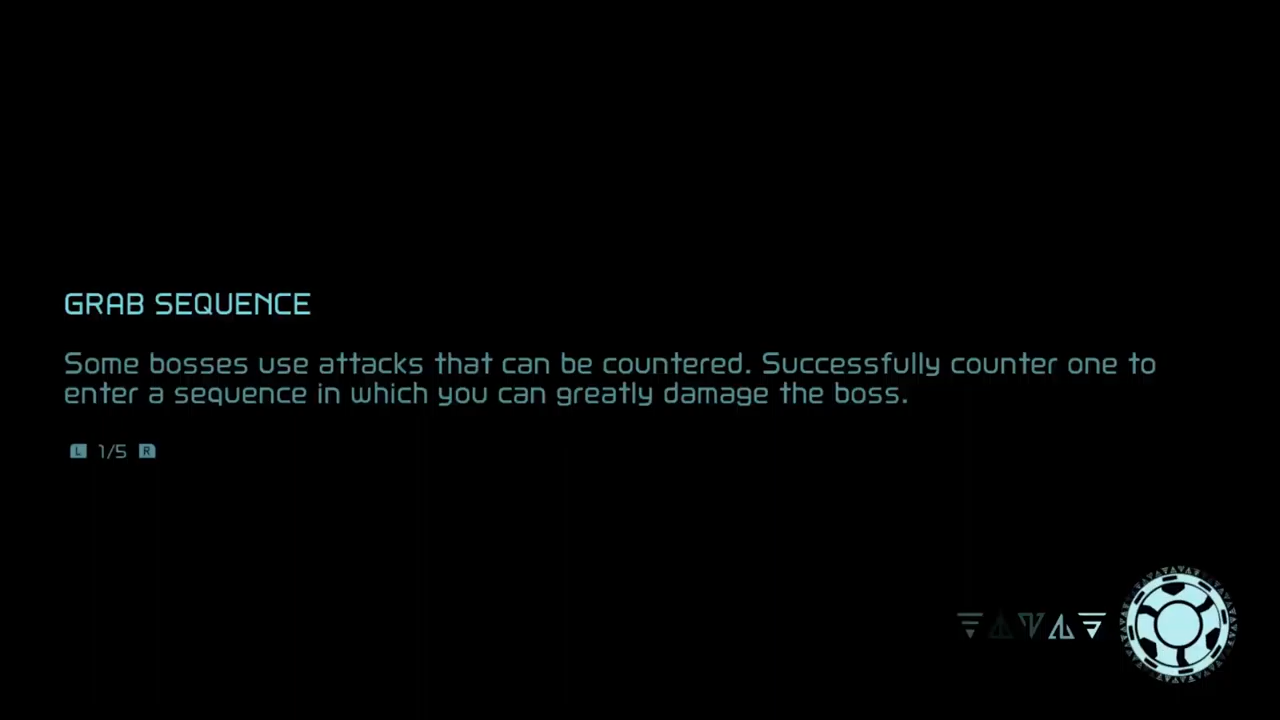 GRAB SEQUENCE
Some bosses use attacks that can be countered. Successfully counter one to
enter a sequence in which you can greatly damage the boss.
L 1/5 R